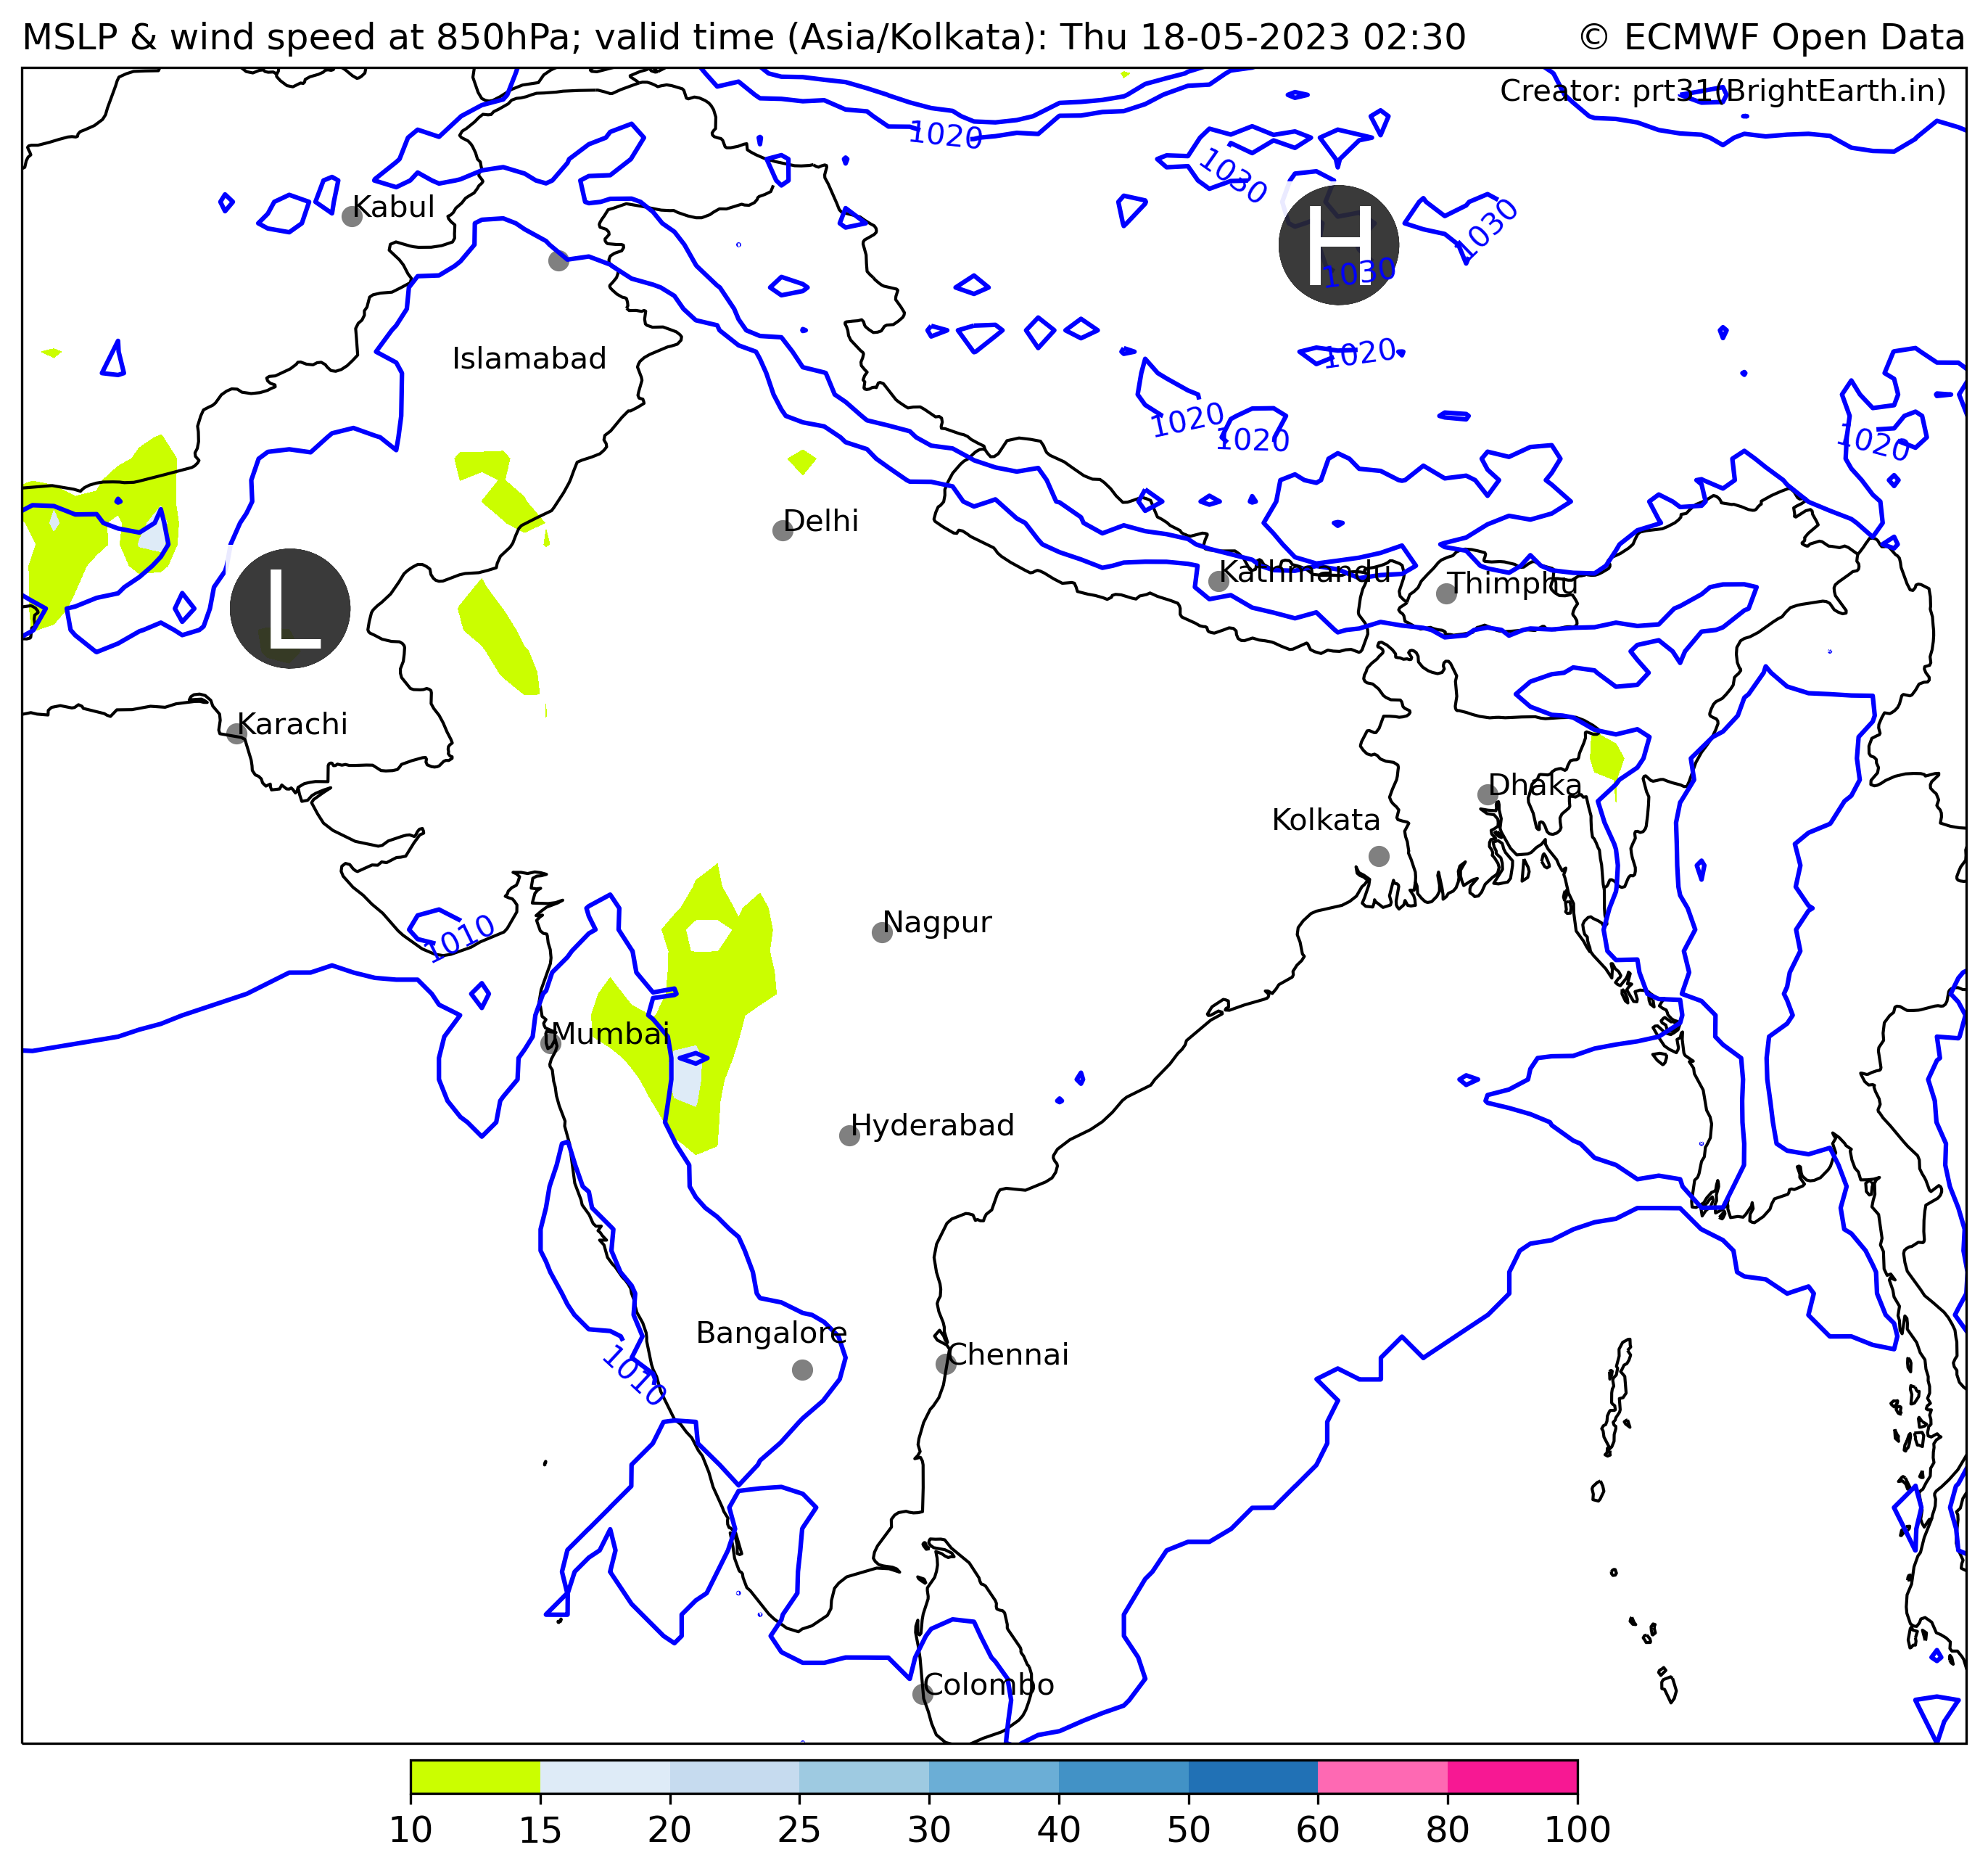 MSLP & wind speed at 850hPa; valid time (Asia/Kolkata): Thu 18-05-2023 02:30
© ECMWF Open Data
Creator: prt31(BrightEarth.in)
1020
1030
Kabul
H
1030
1030
Islamabad
1020
1020
1020
1020
Delhi
Kathmandu
Thimphu
L
Karachi
Dhaka
Kolkata
Nagpur
1010
Mumbai
Hyderabad
Bangalore
Chennai
1010
Colombo
10 15 20 25 30 40 50 60 80 100